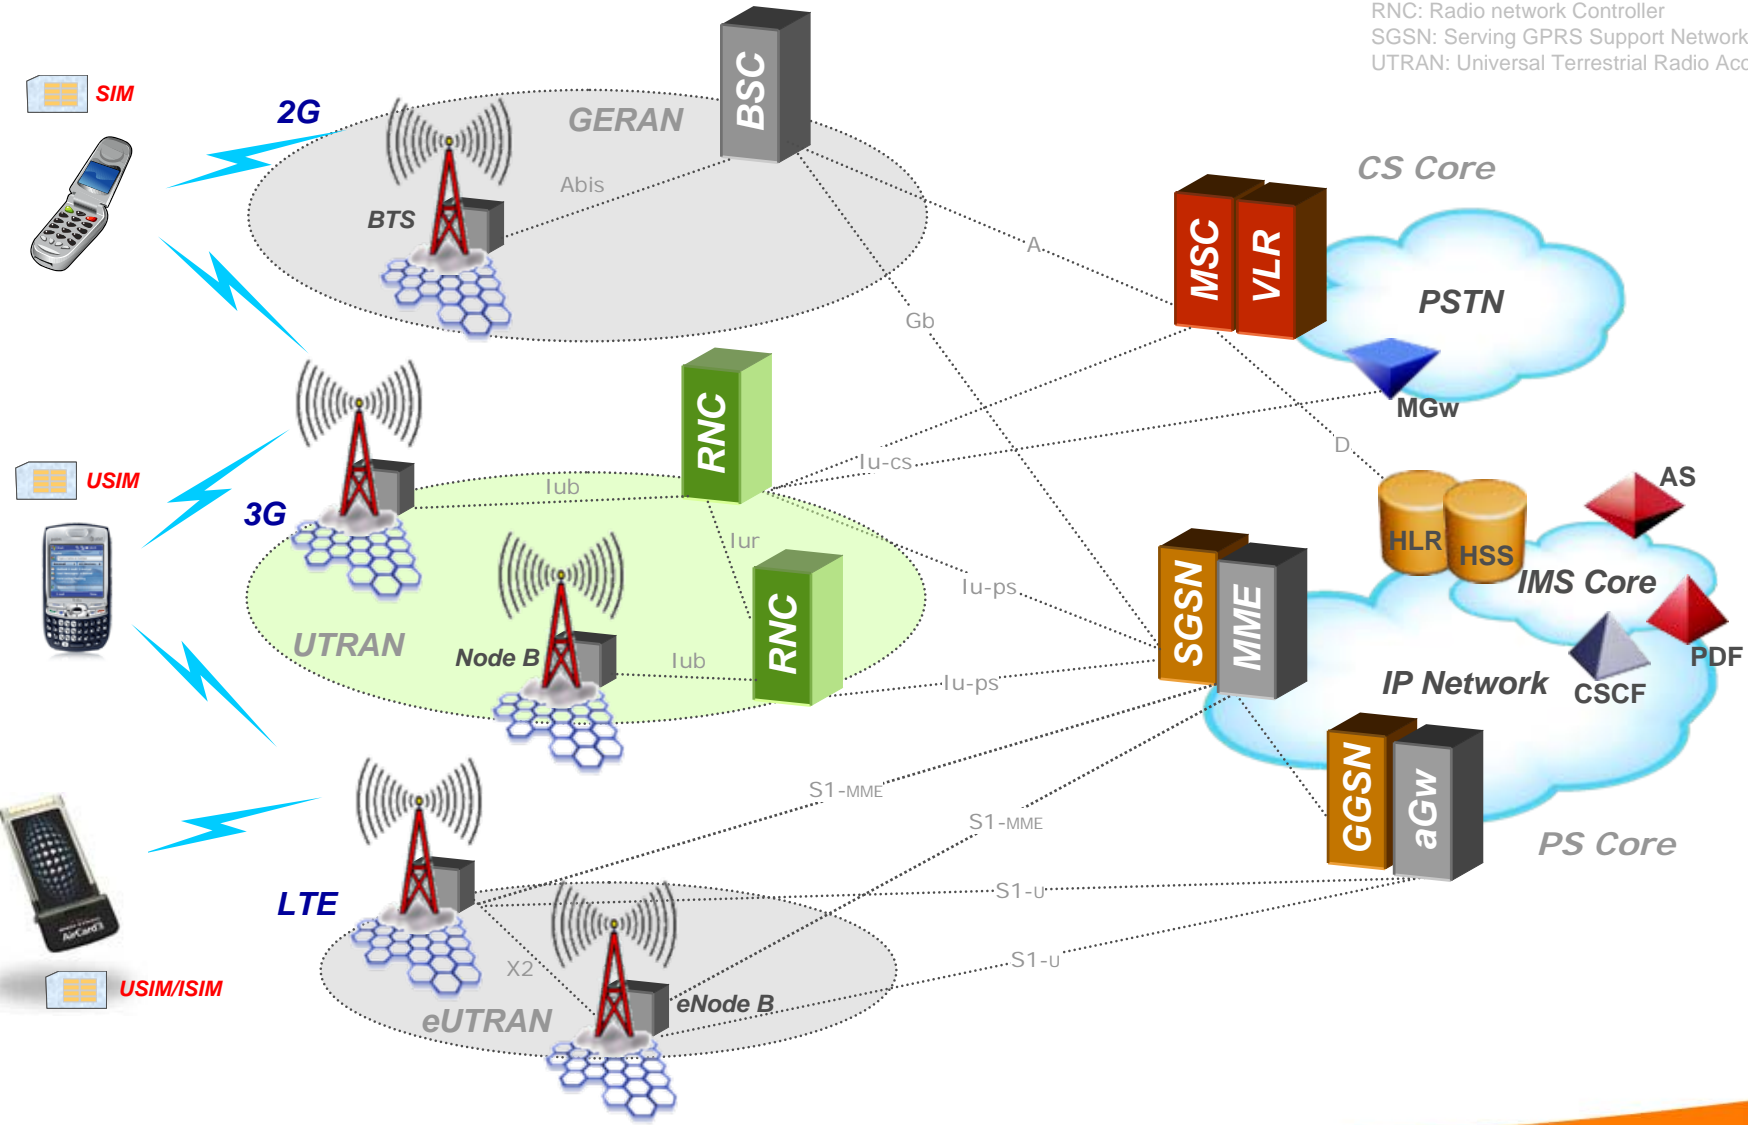 RNC: Radio network Controller
SGSN: Serving GPRS Support Network
UTRAN: Universal Terrestrial Radio Acc
SIM
2G
GERAN
BSC
BTS
Abis
A
Gb
CS Core
MSC
VLR
PSTN
MGw
D
RNC
Iu-cs
USIM
3G
Iub
Iur
RNC
Iu-ps
UTRAN
Node B
Iub
Iu-ps
HLR
HSS
AS
IMS Core
SGSN
MME
PDF
CSCF
IP Network
GGSN
aGw
PS Core
S1-MME
S1-MME
S1-U
S1-U
LTE
X2
eUTRAN
eNode B
AirCard3
USIM/ISIM